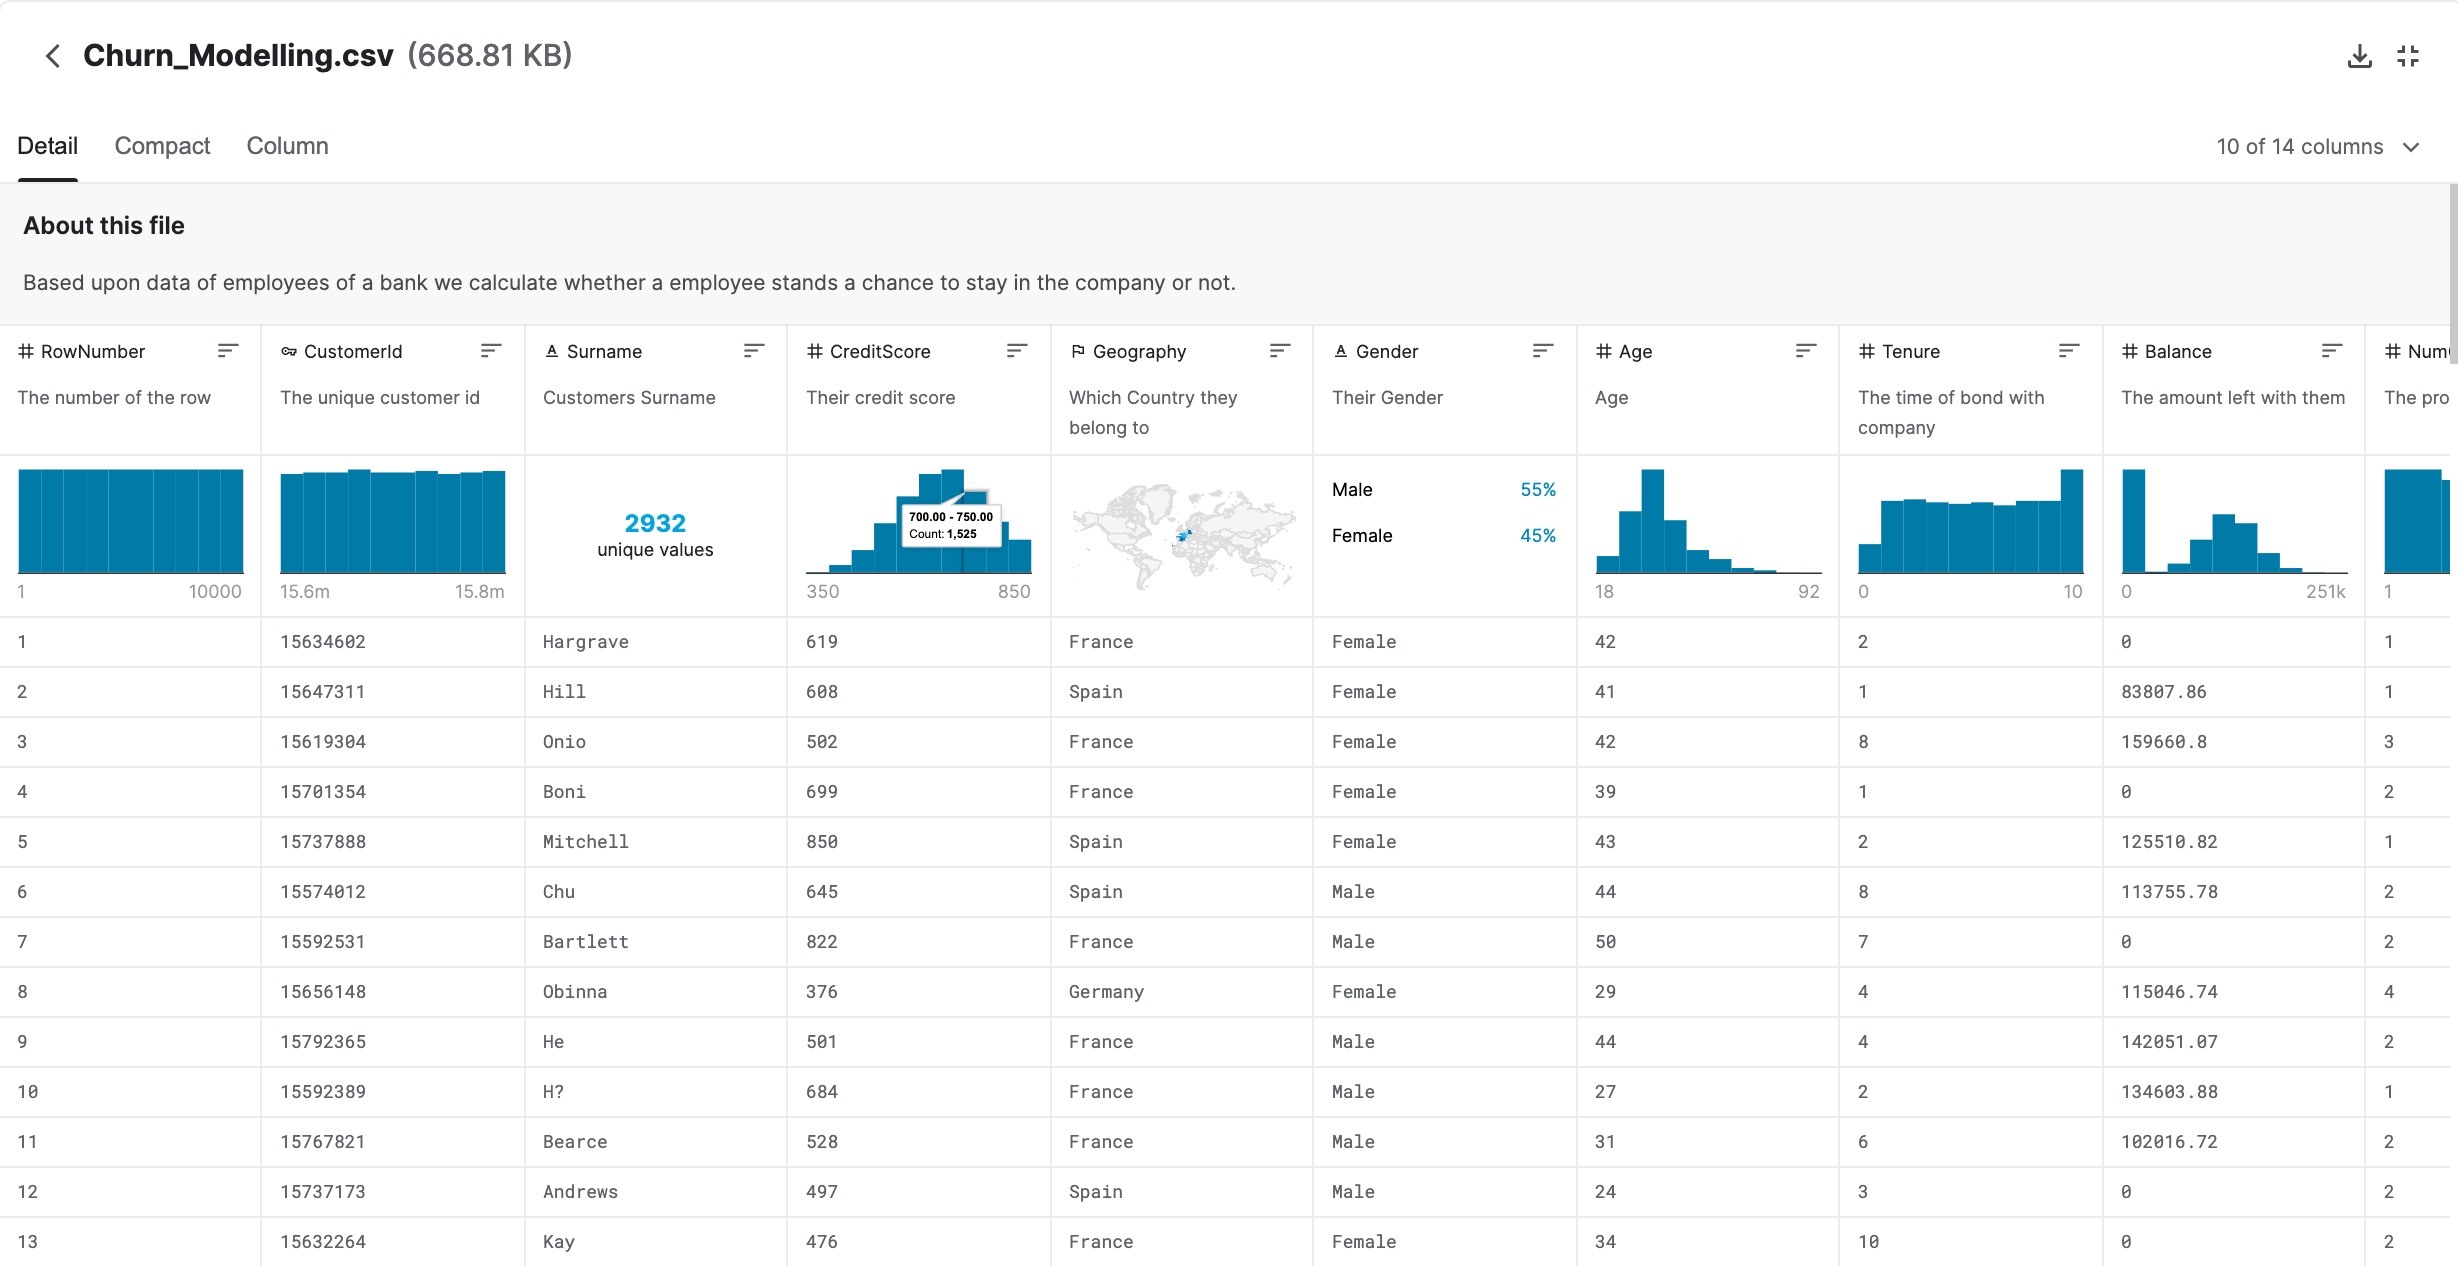 Churn_Modelling.csv (668.81 KB)
Detail Compact Column 10 of 14 columns
About this file
Based upon data of employees of a bank we calculate whether a employee stands a chance to stay in the company or not.
# RowNumber CustomerId A Surname # CreditScore Geography A Gender # Age # Tenure # Balance # Num
The number of the row The unique customer id Customers Surname Their credit score Which Country they Their Gender Age The time of bond with The amount left with them The pro
belong to company
Male 55%
700.00 - 750.00
2932
Count: 1,525
Female 45%
unique values
1 10000 15.6m 15.8m 350 850 18 92 0 10 0 251k 1
1 15634602 Hargrave 619 France Female 42 2 0 1
2 15647311 Hill 608 Spain Female 41 1 83807.86 1
3 15619304 Onio 502 France Female 42 8 159660.8 3
4 15701354 Boni 699 France Female 39 1 0 2
5 15737888 Mitchell 850 Spain Female 43 2 125510.82 1
6 15574012 Chu 645 Spain Male 44 8 113755.78 2
7 15592531 Bartlett 822 France Male 50 7 0 2
8 15656148 Obinna 376 Germany Female 29 4 115046.74 4
9 15792365 He 501 France Male 44 4 142051.07 2
10 15592389 H? 684 France Male 27 2 134603.88 1
11 15767821 Bearce 528 France Male 31 6 102016.72 2
12 15737173 Andrews 497 Spain Male 24 3 0 2
13 15632264 Kay 476 France Female 34 10 0 2